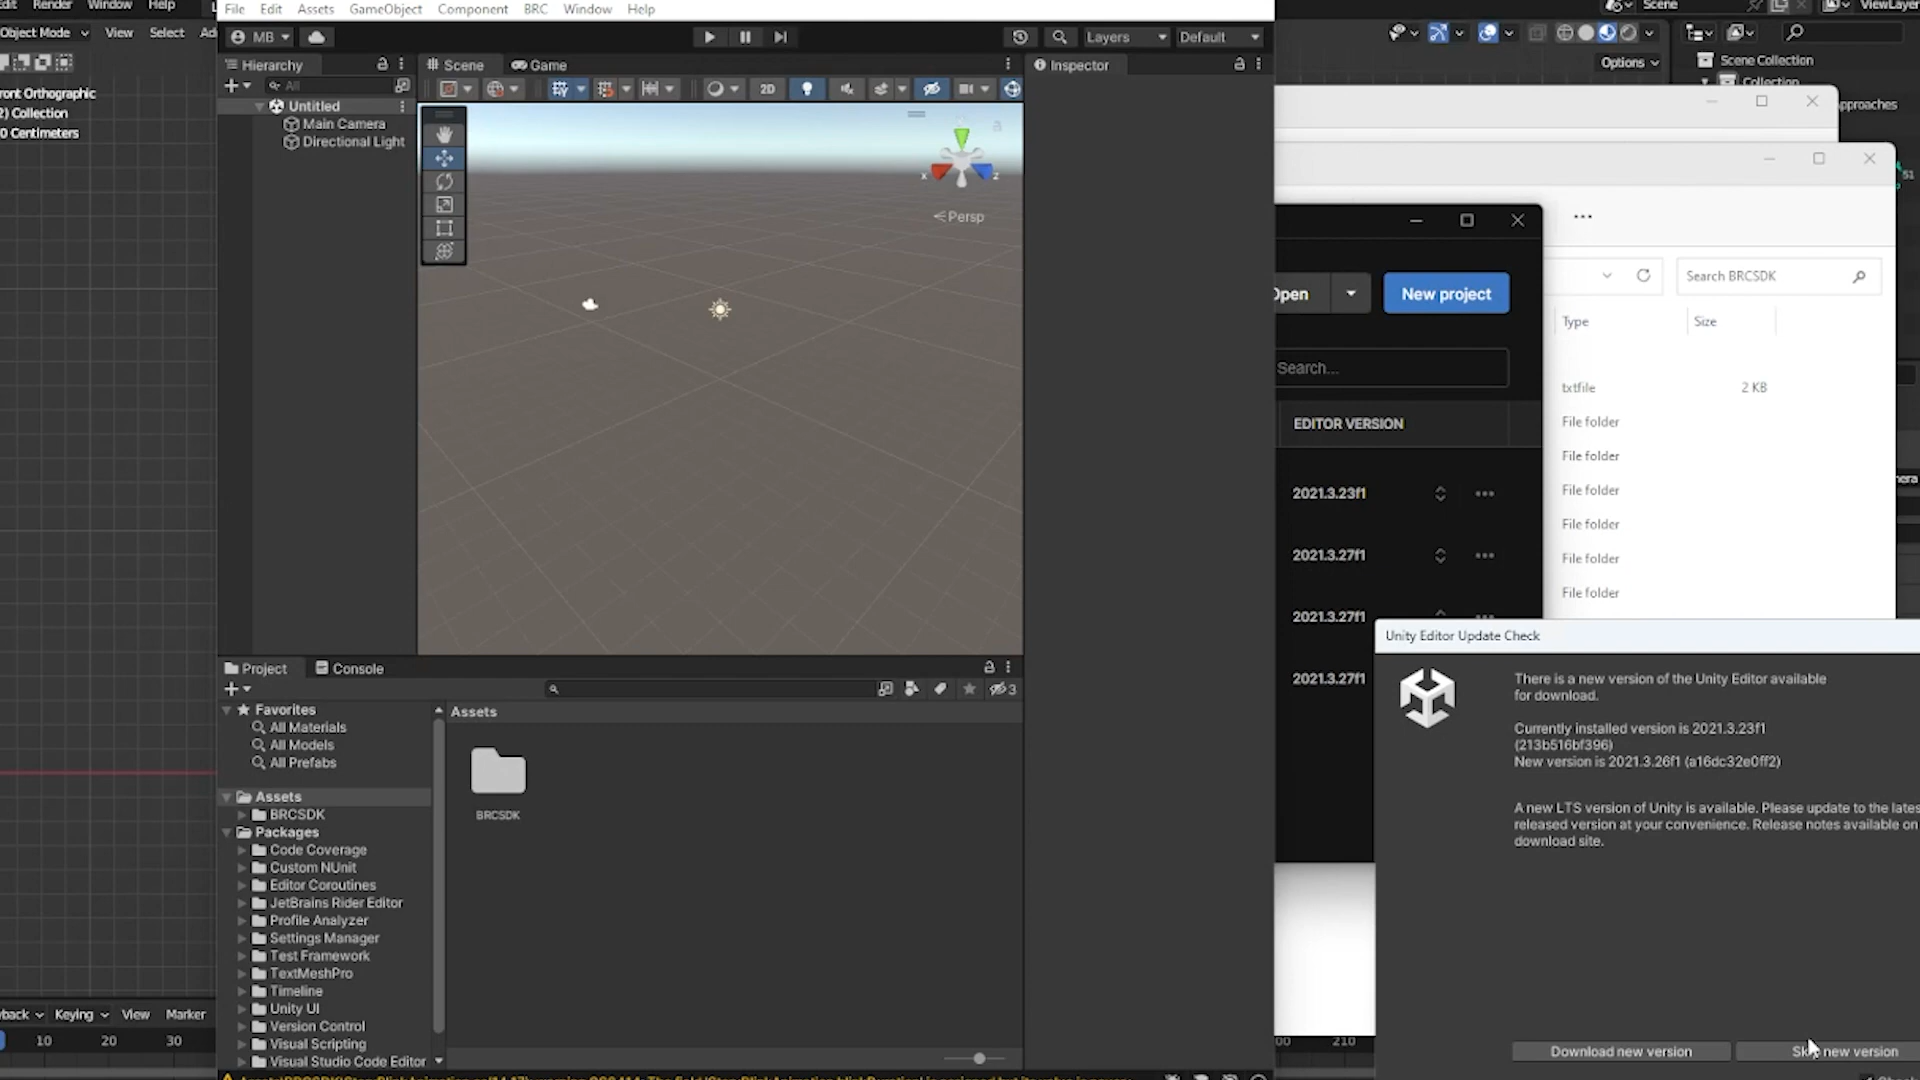 File Edit Assets GameObject Component BRC Window Help
Render Window Help
Object Mode View Select
Front Orthographic
Collection
Centimeters
Keying View Marker
10 20 30
MB Layers Default
Hierarchy
All
Untitled
Main Camera
Directional Light
Scene Game
2D
Persp
Inspector
Project Console
3
Favorites
All Materials
All Models
All Prefabs
Assets
BRCSDK
Packages
Code Coverage
Custom NUnit
Editor Coroutines
JetBrains Rider Editor
Profile Analyzer
Settings Manager
Test Framework
TextMeshPro
Timeline
Unity UI
Version Control
Visual Scripting
Visual Studio Code Editor
Assets
BRCSDK
Scene ViewLayer
Options
Scene Collection
Collection
Open New project
Search...
EDITOR VERSION
2021.3.23f1
2021.3.27f1
2021.3.27f1
2021.3.27f1
Search BRCSDK
Type Size
txtfile 2 KB
File folder
File folder
File folder
File folder
File folder
File folder
Unity Editor Update Check
There is a new version of the Unity Editor available
for download.
Currently installed version is 2021.3.23f1
(213b516bf396)
New version is 2021.3.26f1 (a16dc32e0ff2)
A new LTS version of Unity is available. Please update to the lates
released version at your convenience. Release notes available on
download site.
Download new version Skip new version
210